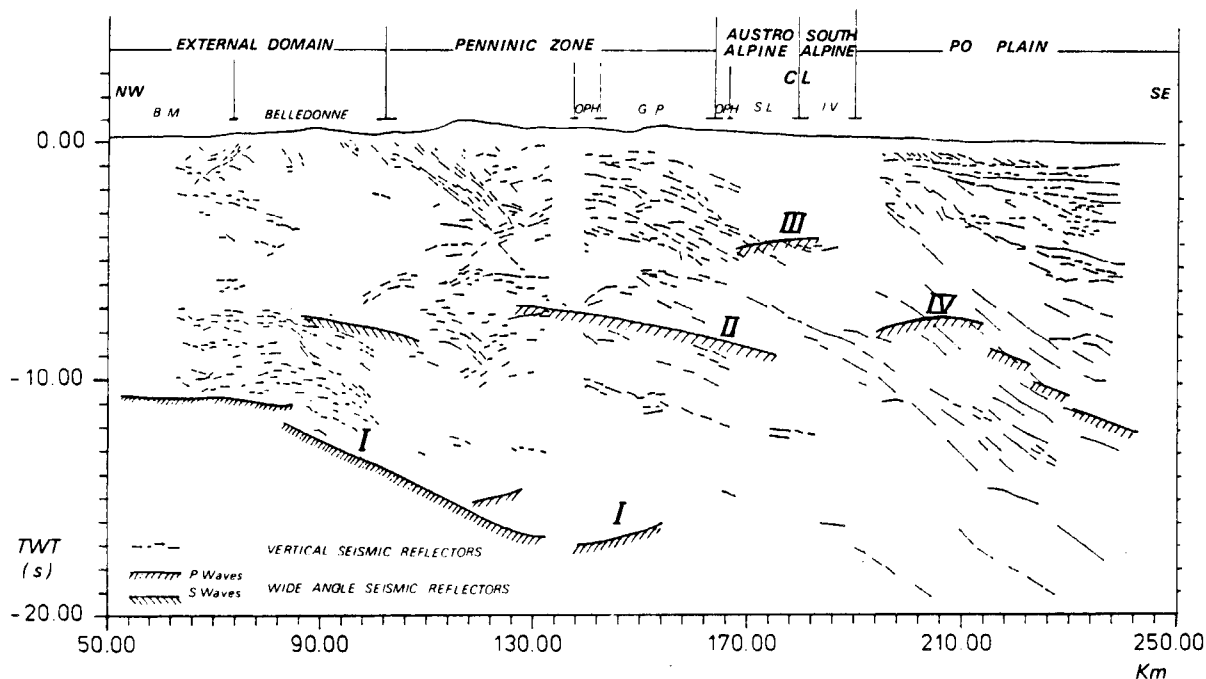 EXTERNAL DOMAIN PENNINIC ZONE AUSTRO ALPINE SOUTH ALPINE PO PLAIN
NW CL SE
B M BELLEDONNE OPH G P OPH S L I V
0.00
III
IV
II
-10.00
I
I
TWT
(s)
VERTICAL SEISMIC REFLECTORS
P Waves
S Waves
WIDE ANGLE SEISMIC REFLECTORS
-20.00
50.00 90.00 130.00 170.00 210.00 250.00
Km